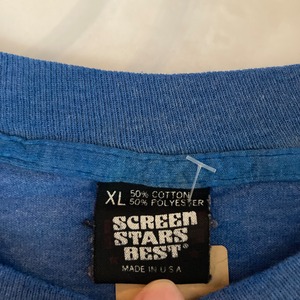 XL 50% COTTON
50% POLYESTER
SCREEN
STARS
BEST®
MADE IN U.S.A